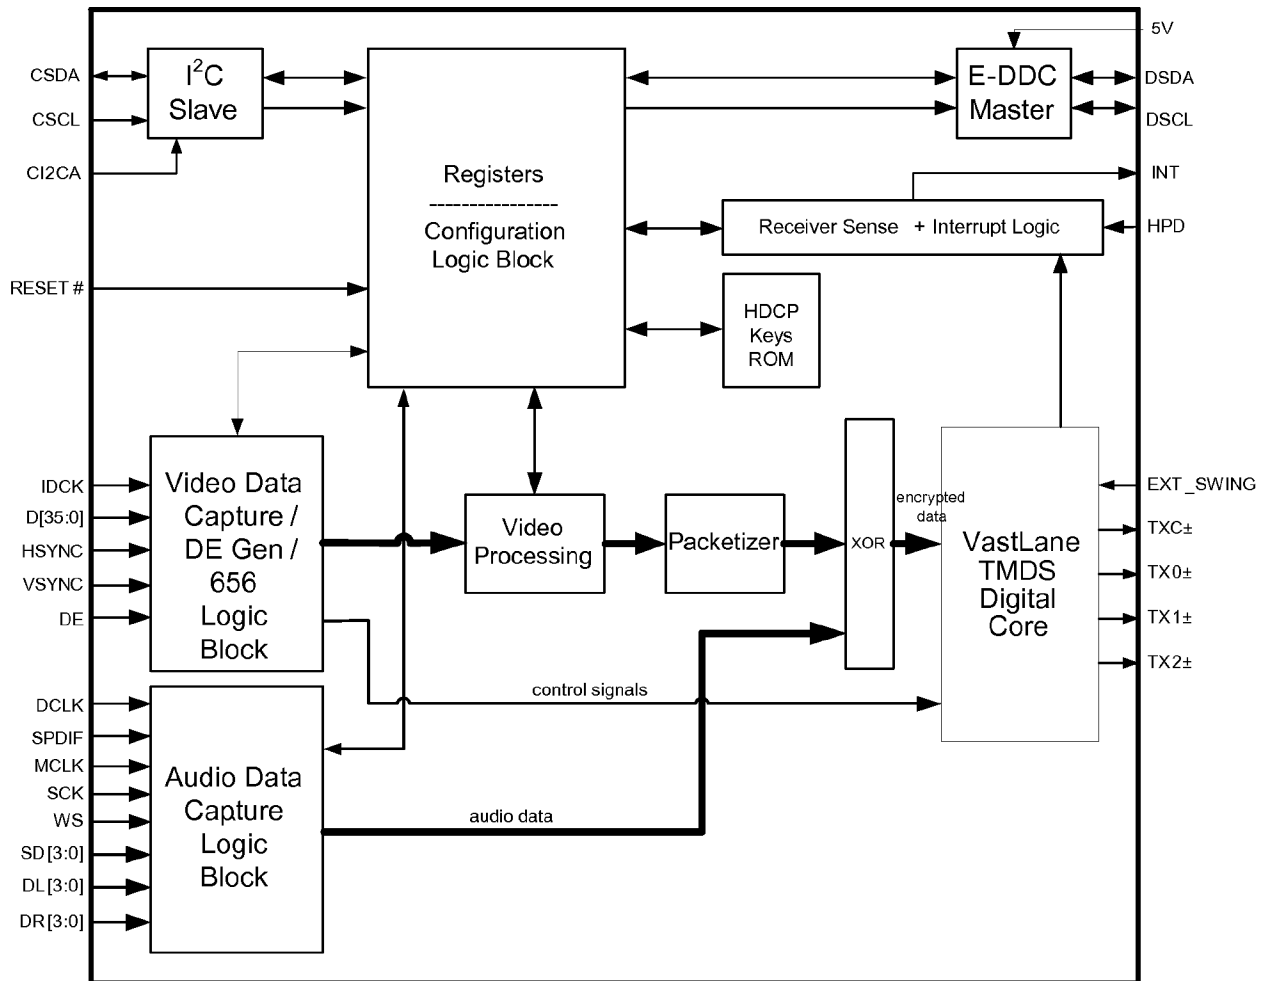 5V
CSDA
I²C
Slave
E-DDC
Master
DSDA
CSCL
DSCL
CI2CA
Registers
----------------
Configuration
Logic Block
INT
Receiver Sense + Interrupt Logic
HPD
RESET #
HDCP
Keys
ROM
IDCK
D[35:0]
HSYNC
VSYNC
DE
Video Data
Capture /
DE Gen /
656
Logic
Block
Video
Processing
Packetizer
XOR
encrypted
data
VastLane
TMDS
Digital
Core
EXT_SWING
TXC±
TX0±
TX1±
TX2±
control signals
DCLK
SPDIF
MCLK
SCK
WS
SD[3:0]
DL[3:0]
DR[3:0]
Audio Data
Capture
Logic
Block
audio data